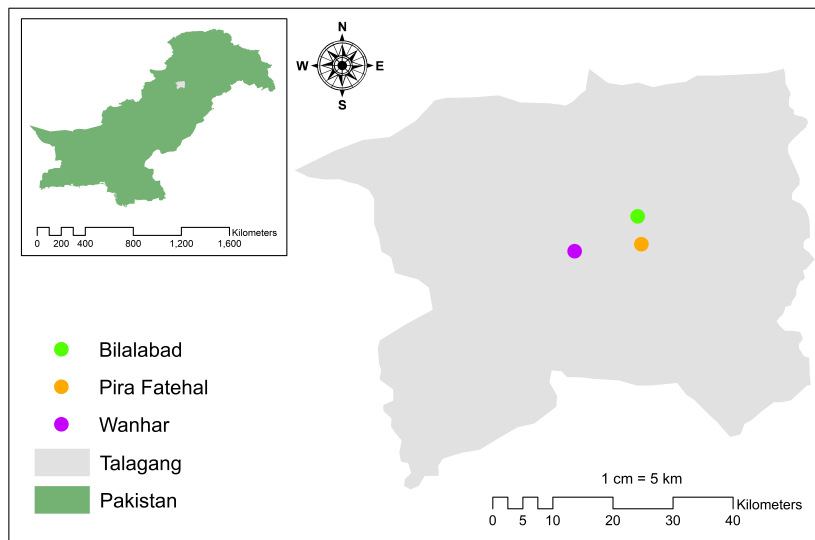 N
W E
S
Kilometers
0 200 400 800 1,200 1,600
Bilalabad
Pira Fatehal
Wanhar
Talagang
Pakistan
1 cm = 5 km
Kilometers
0 5 10 20 30 40